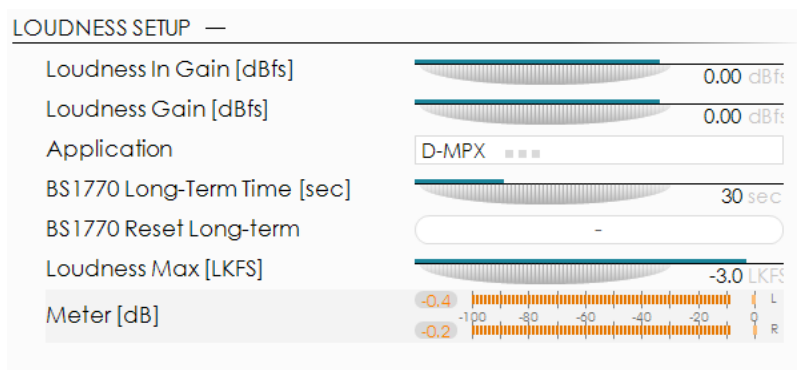 LOUDNESS SETUP —
Loudness In Gain [dBfs] 0.00 dBfs
Loudness Gain [dBfs] 0.00 dBfs
Application D-MPX
BS1770 Long-Term Time [sec] 30 sec
BS1770 Reset Long-term -
Loudness Max [LKFS] -3.0 LKFS
Meter [dB] -0.4 L
-100 -80 -60 -40 -20 0
-0.2 R